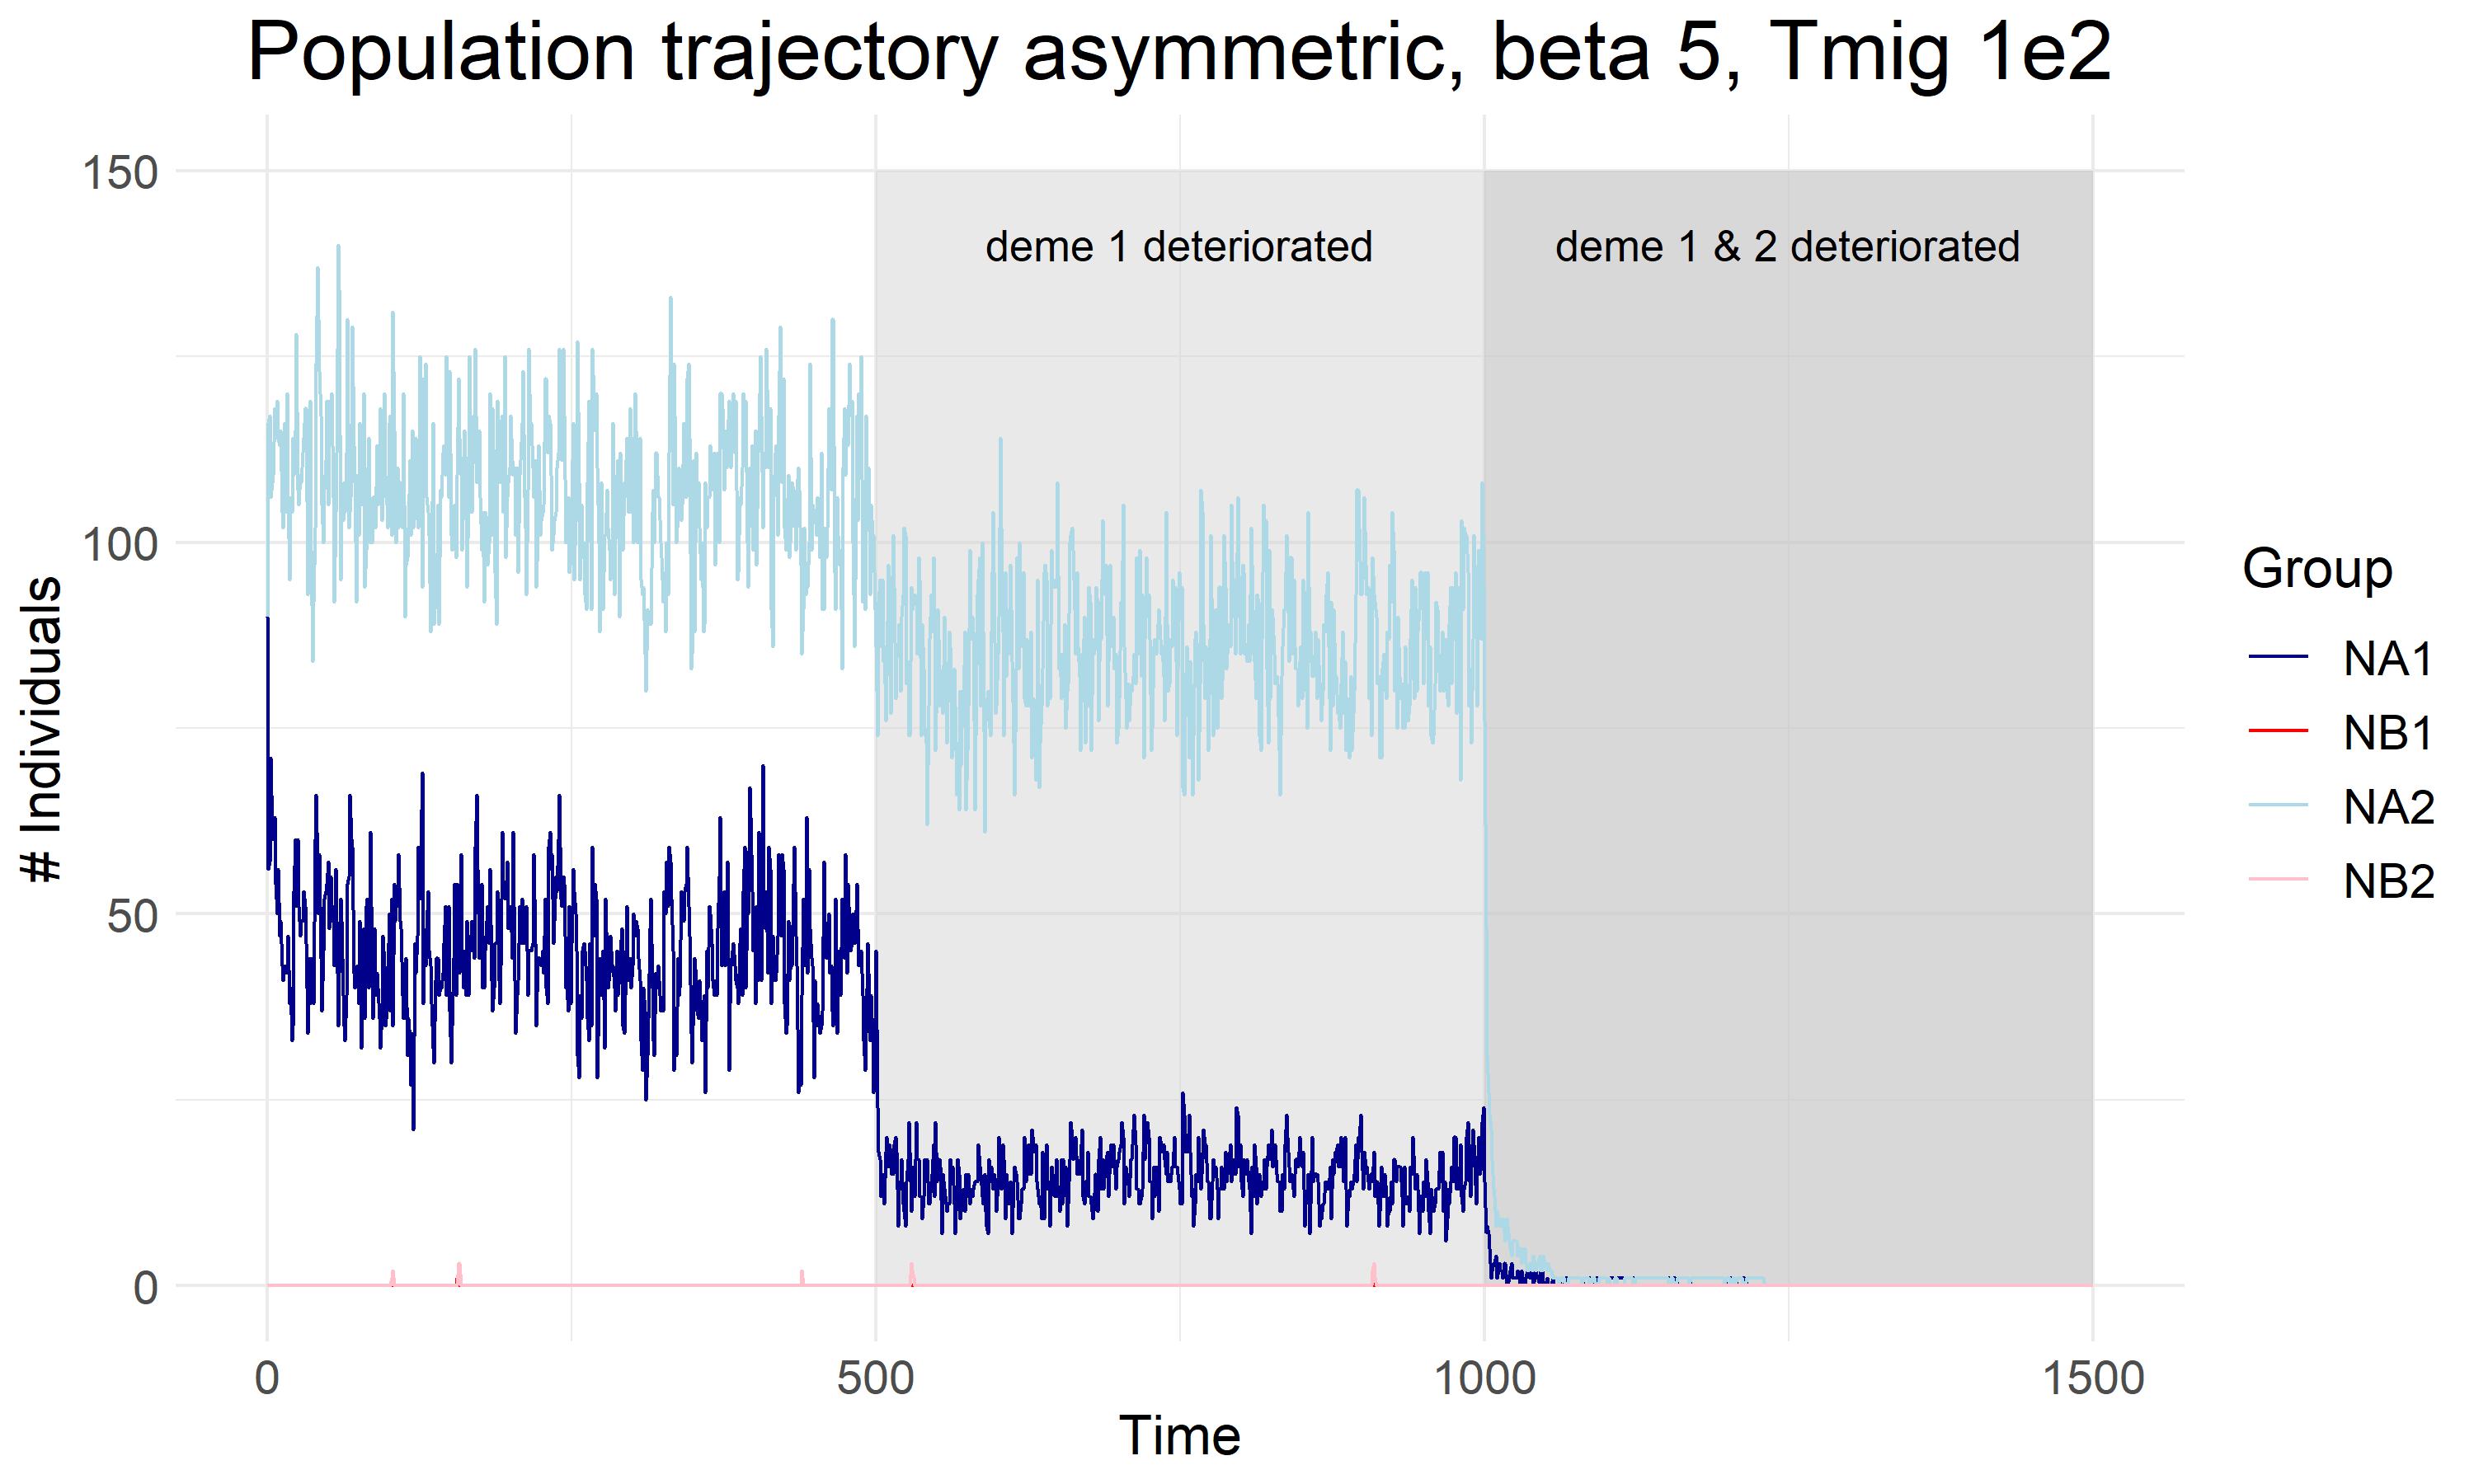 Population trajectory asymmetric, beta 5, Tmig 1e2
150
100
50
0
# Individuals
deme 1 deteriorated
deme 1 & 2 deteriorated
0
500
1000
1500
Time
Group
NA1
NB1
NA2
NB2